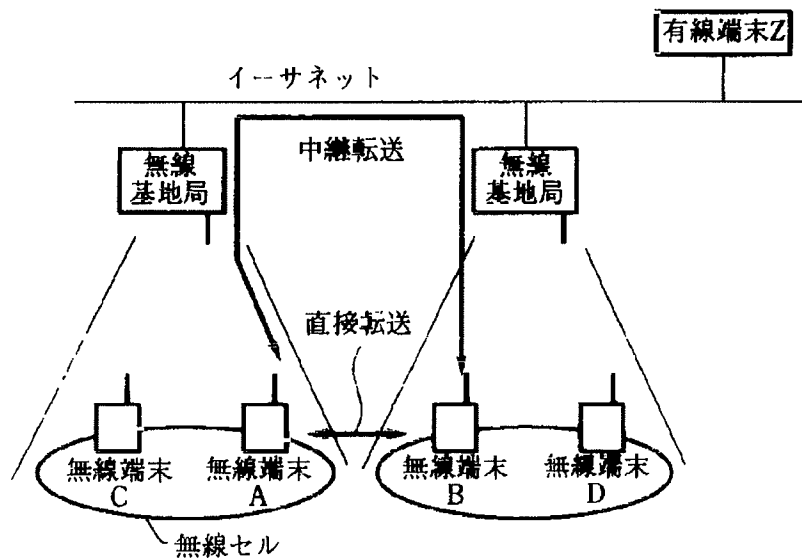 有線端末Z
イーサネット
中継転送
無線
基地局
無線
基地局
直接転送
無線端末
C
無線端末
A
無線端末
B
無線端末
D
無線セル